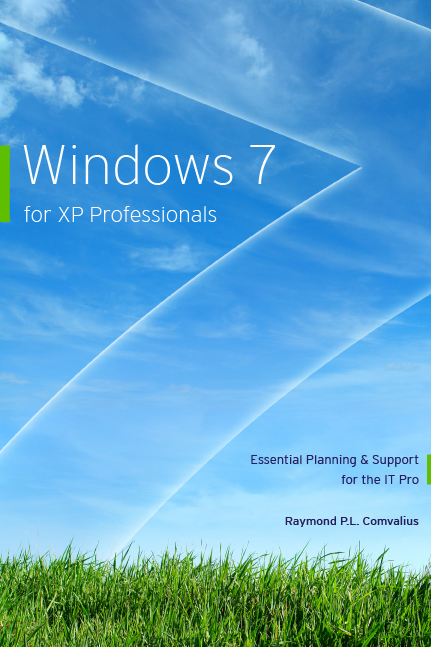 Windows 7
for XP Professionals
Essential Planning & Support
for the IT Pro
Raymond P.L. Comvalius